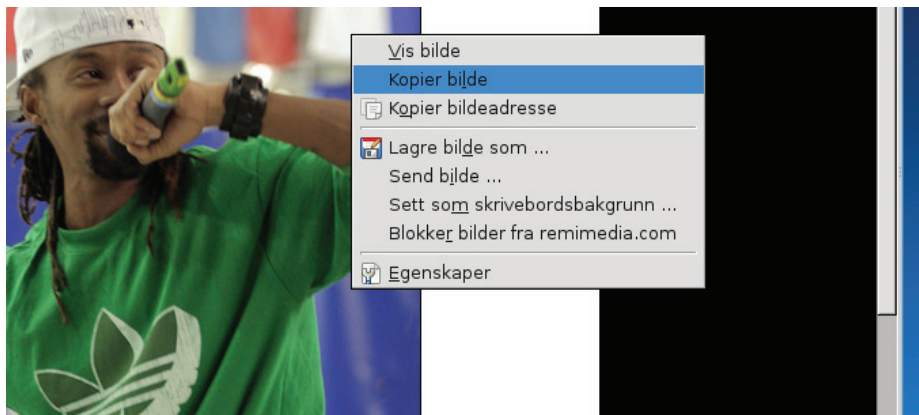 Vis bilde
Kopier bilde
Kopier bildeadresse
Lagre bilde som ...
Send bilde ...
Sett som skrivebordsbakgrunn ...
Blokker bilder fra remimedia.com
Egenskaper